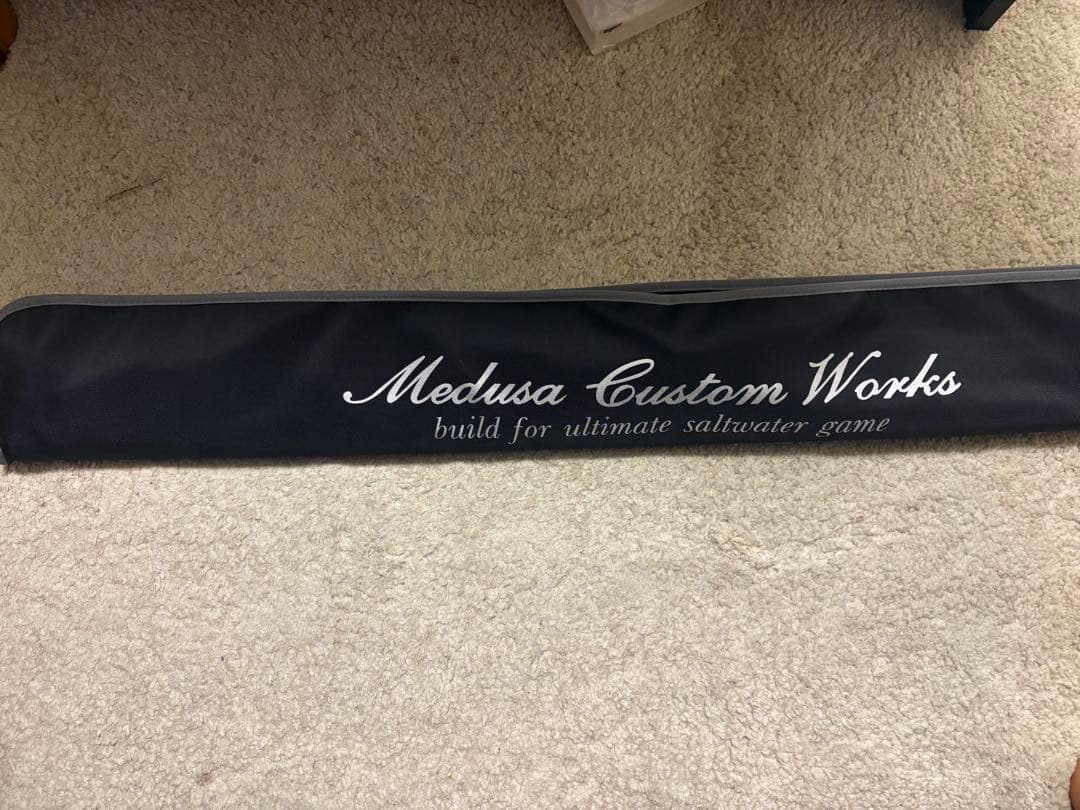 Medusa Custom Works
build for ultimate saltwater game